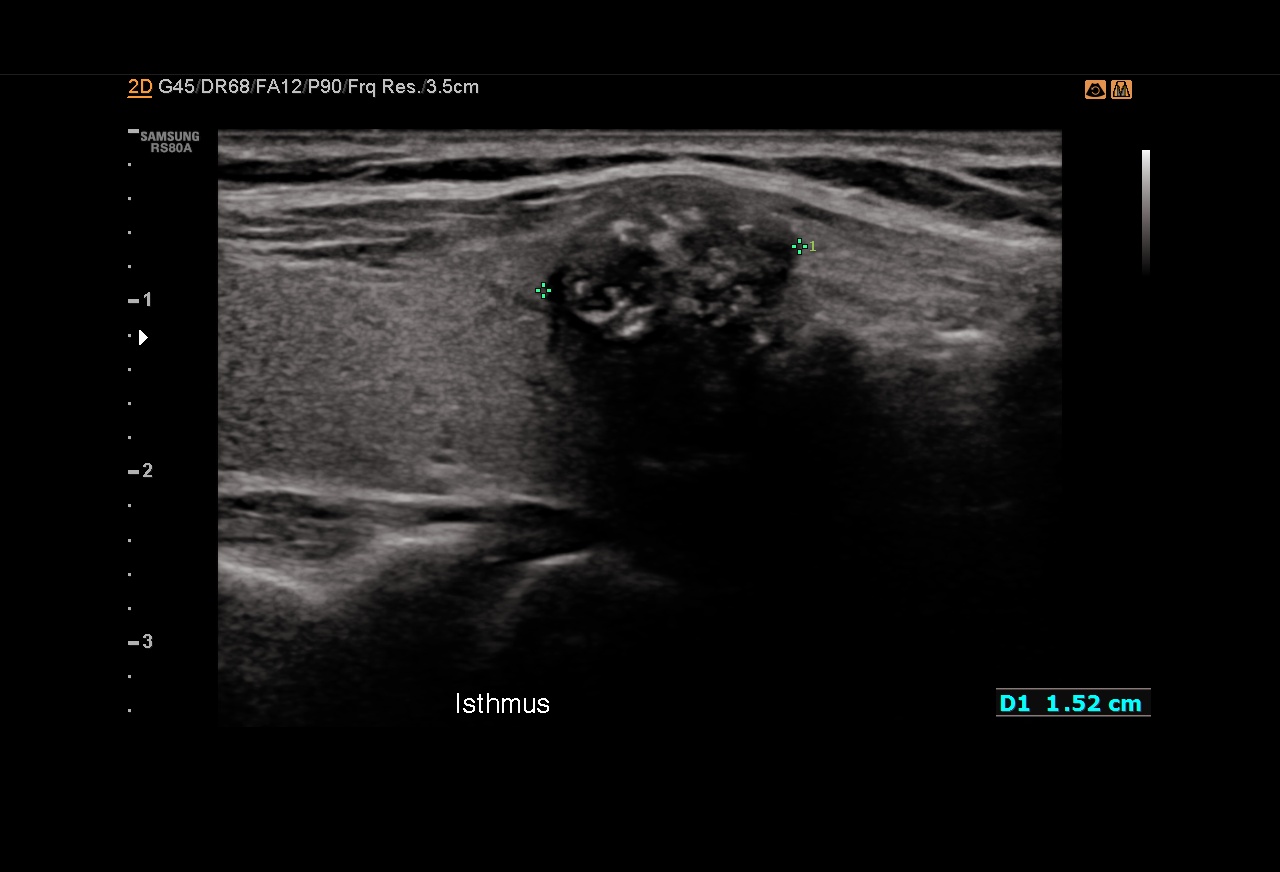 2D G45/DR68/FA12/P90/Frq Res./3.5cm
SAMSUNG
RS80A
1
1
2
3
Isthmus
D1 1.52 cm